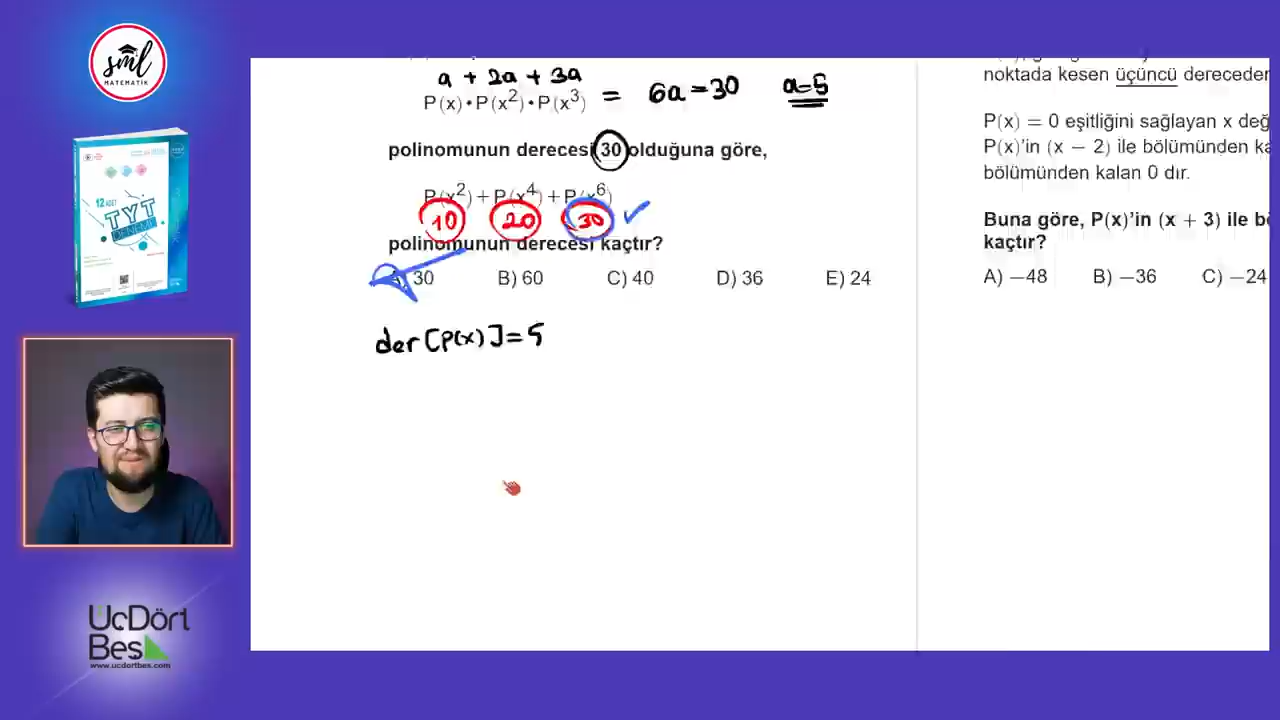 sml
MATEMATİK
12 ADET
TYT
DENEME
ÜçDört
Beş
www.ucdortbes.com
a + 2a + 3a
P(x)•P(x²)•P(x³) = 6a=30 a=5
polinomunun derecesi 30 olduğuna göre,
P(x²)+P(x⁴)+P(x⁶)
10 20 30
polinomunun derecesi kaçtır?
A) 30 B) 60 C) 40 D) 36 E) 24
der[P(x)]=5
noktada kesen üçüncü dereceden
P(x) = 0 eşitliğini sağlayan x değ
P(x)'in (x − 2) ile bölümünden ka
bölümünden kalan 0 dır.
Buna göre, P(x)'in (x + 3) ile bö
kaçtır?
A) −48 B) −36 C) −24